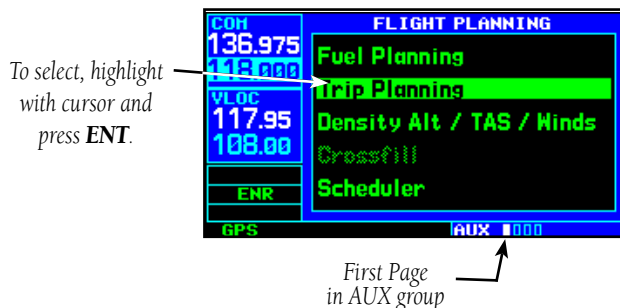 To select, highlight
with cursor and
press ENT.
COM
136.975
118.000
VLOC
117.95
108.00
ENR
GPS
FLIGHT PLANNING
Fuel Planning
Trip Planning
Density Alt / TAS / Winds
Crossfill
Scheduler
AUX
First Page
in AUX group